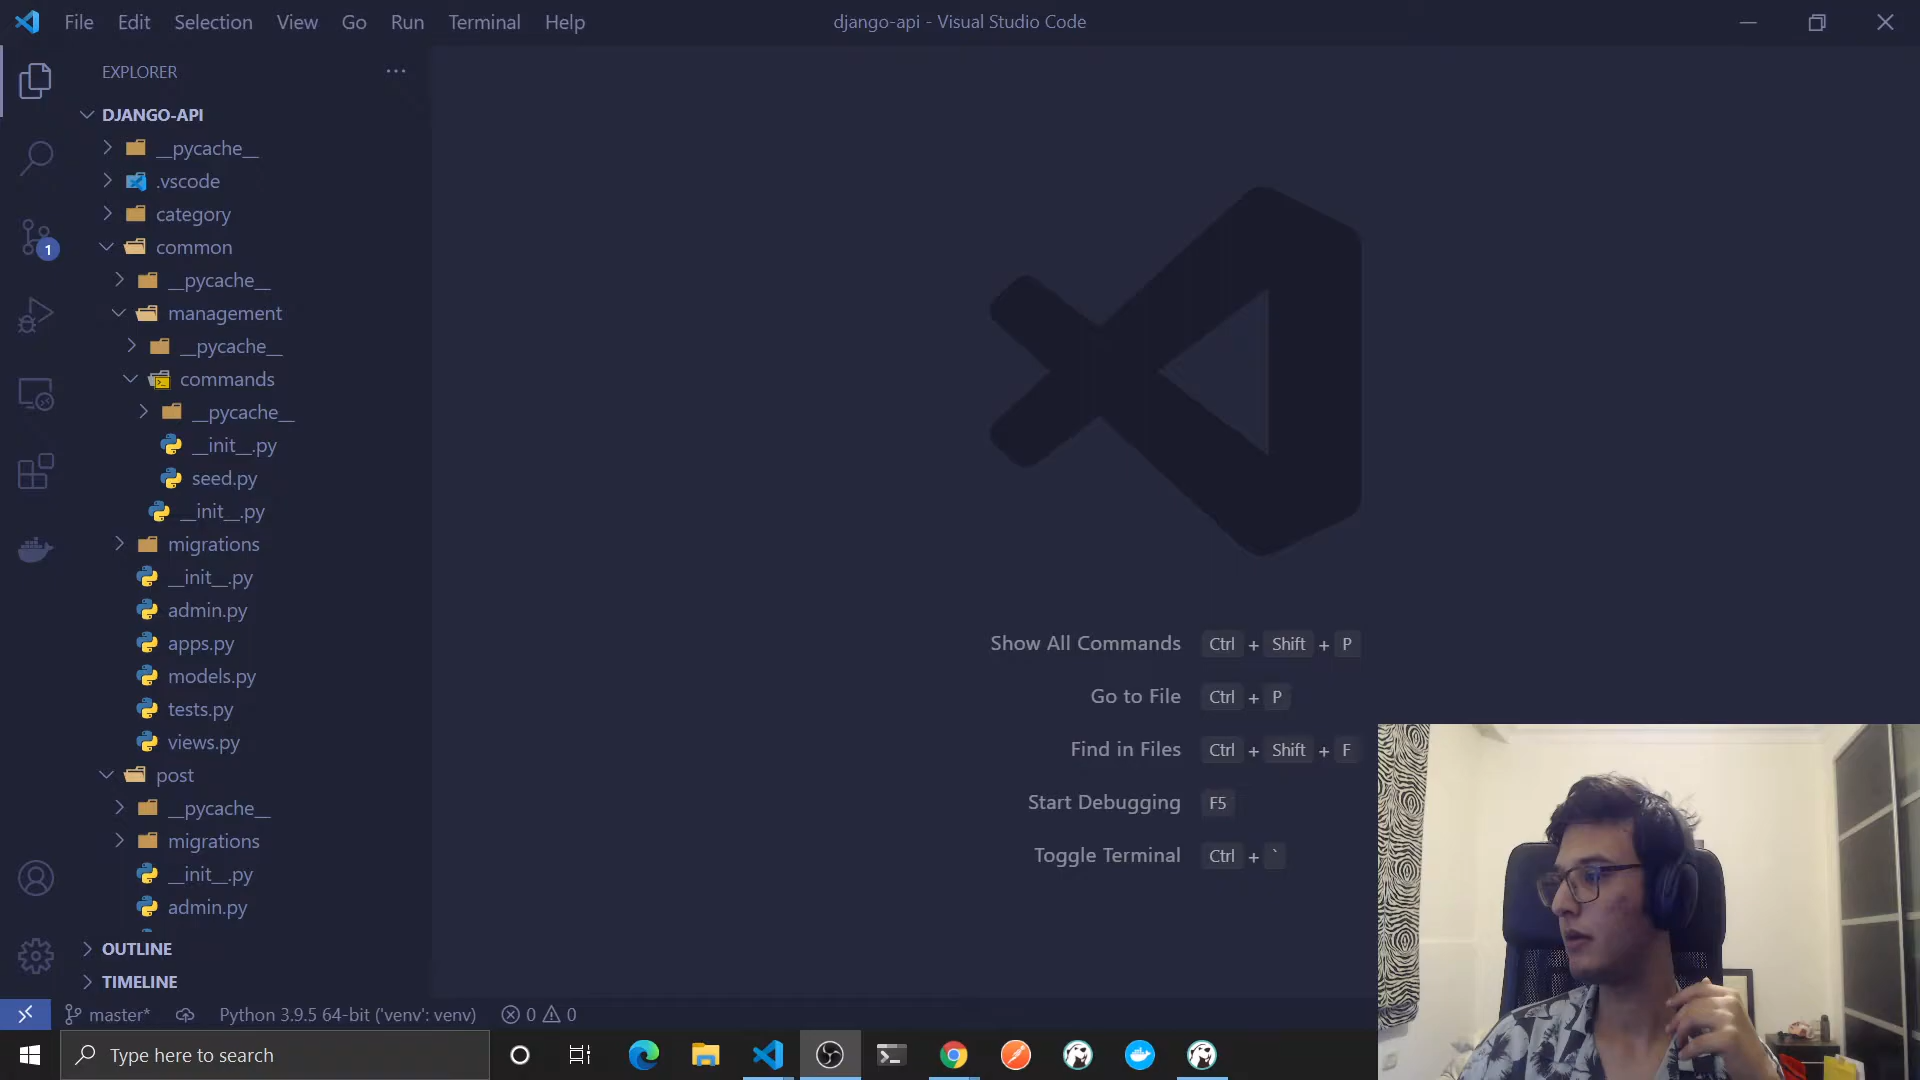 File Edit Selection View Go Run Terminal Help
django-api - Visual Studio Code
EXPLORER
DJANGO-API
__pycache__
.vscode
category
common
__pycache__
management
__pycache__
commands
__pycache__
__init__.py
seed.py
__init__.py
migrations
__init__.py
admin.py
apps.py
models.py
tests.py
views.py
post
__pycache__
migrations
__init__.py
admin.py
OUTLINE
TIMELINE
1
Show All Commands Ctrl + Shift + P
Go to File Ctrl + P
Find in Files Ctrl + Shift + F
Start Debugging F5
Toggle Terminal Ctrl + `
master* Python 3.9.5 64-bit ('venv': venv) 0 0
Type here to search